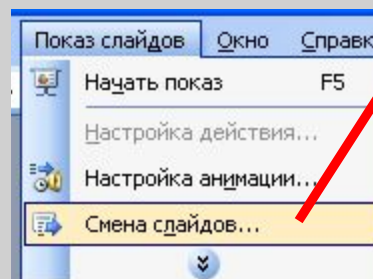 Показ слайдов Окно Справк
Начать показ F5
Настройка действия...
Настройка анимации...
Смена слайдов...